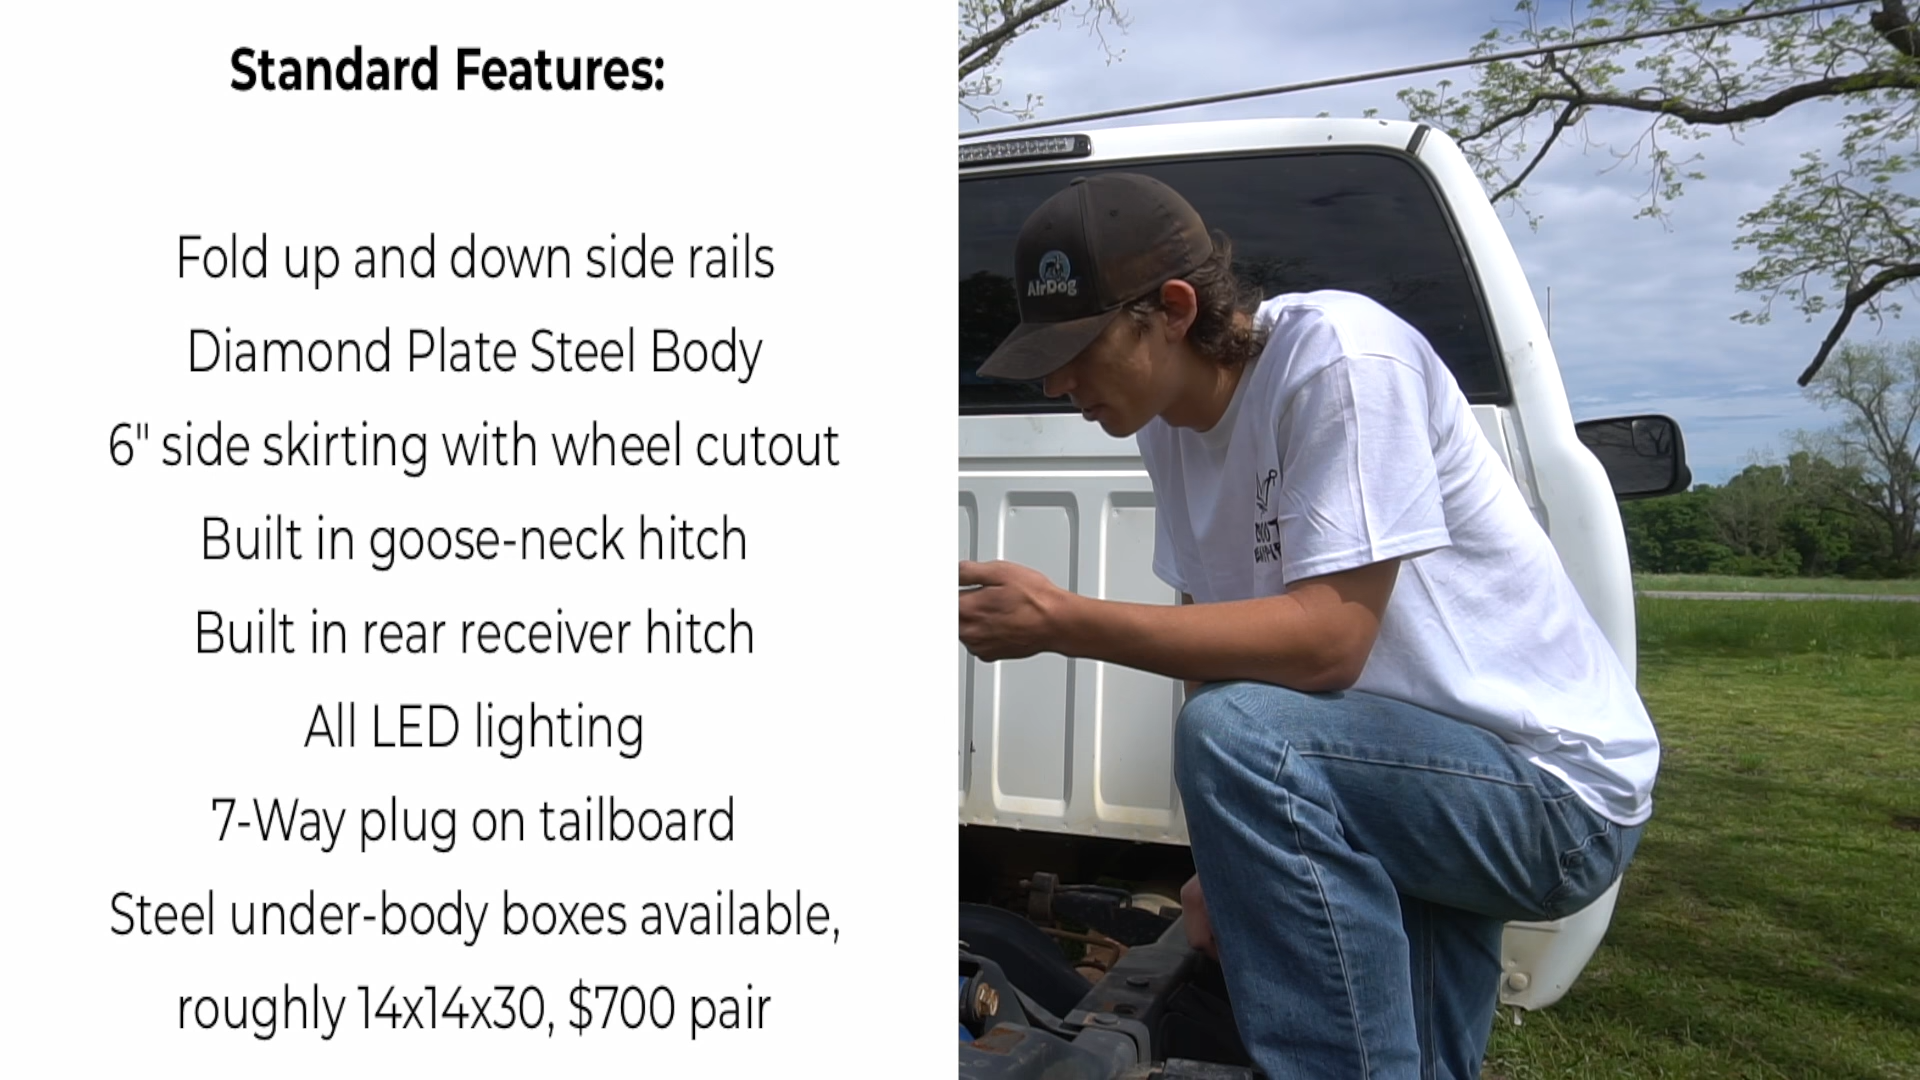 Standard Features:
Fold up and down side rails
Diamond Plate Steel Body
6" side skirting with wheel cutout
Built in goose-neck hitch
Built in rear receiver hitch
All LED lighting
7-Way plug on tailboard
Steel under-body boxes available,
roughly 14x14x30, $700 pair
AirDog